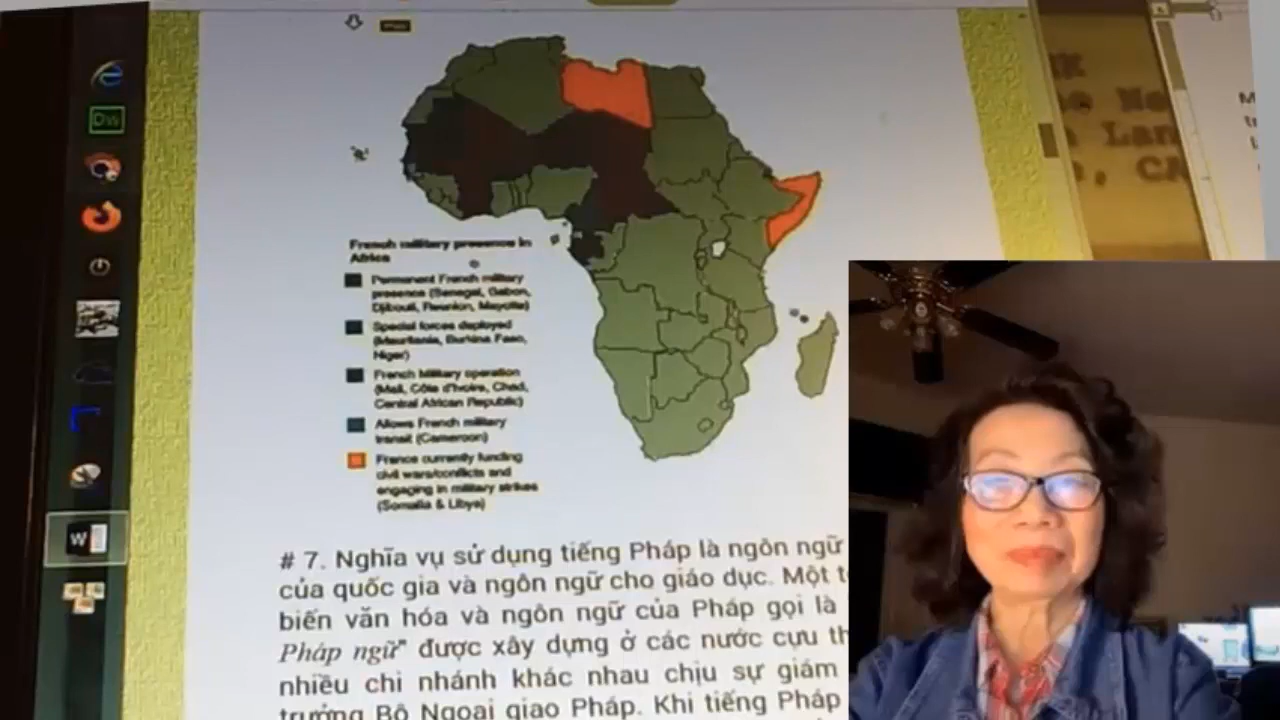 French military presence in
Africa
Permanent French military
presence (Senegal, Gabon,
Djibouti, Reunion, Mayotte)
Special forces deployed
(Mauritania, Burkina Faso,
Niger)
French Military operation
(Mali, Côte d'Ivoire, Chad,
Central African Republic)
Allows French military
transit (Cameroon)
France currently funding
civil wars/conflicts and
engaging in military strikes
(Somalia & Libya)
# 7. Nghĩa vụ sử dụng tiếng Pháp là ngôn ngữ
của quốc gia và ngôn ngữ cho giáo dục. Một
biến văn hóa và ngôn ngữ của Pháp gọi là
Pháp ngữ" được xây dựng ở các nước cựu
nhiều chi nhánh khác nhau chịu sự giám
trưởng Bộ Ngoại giao Pháp. Khi tiếng Pháp
Dw
W
Lan
, CA